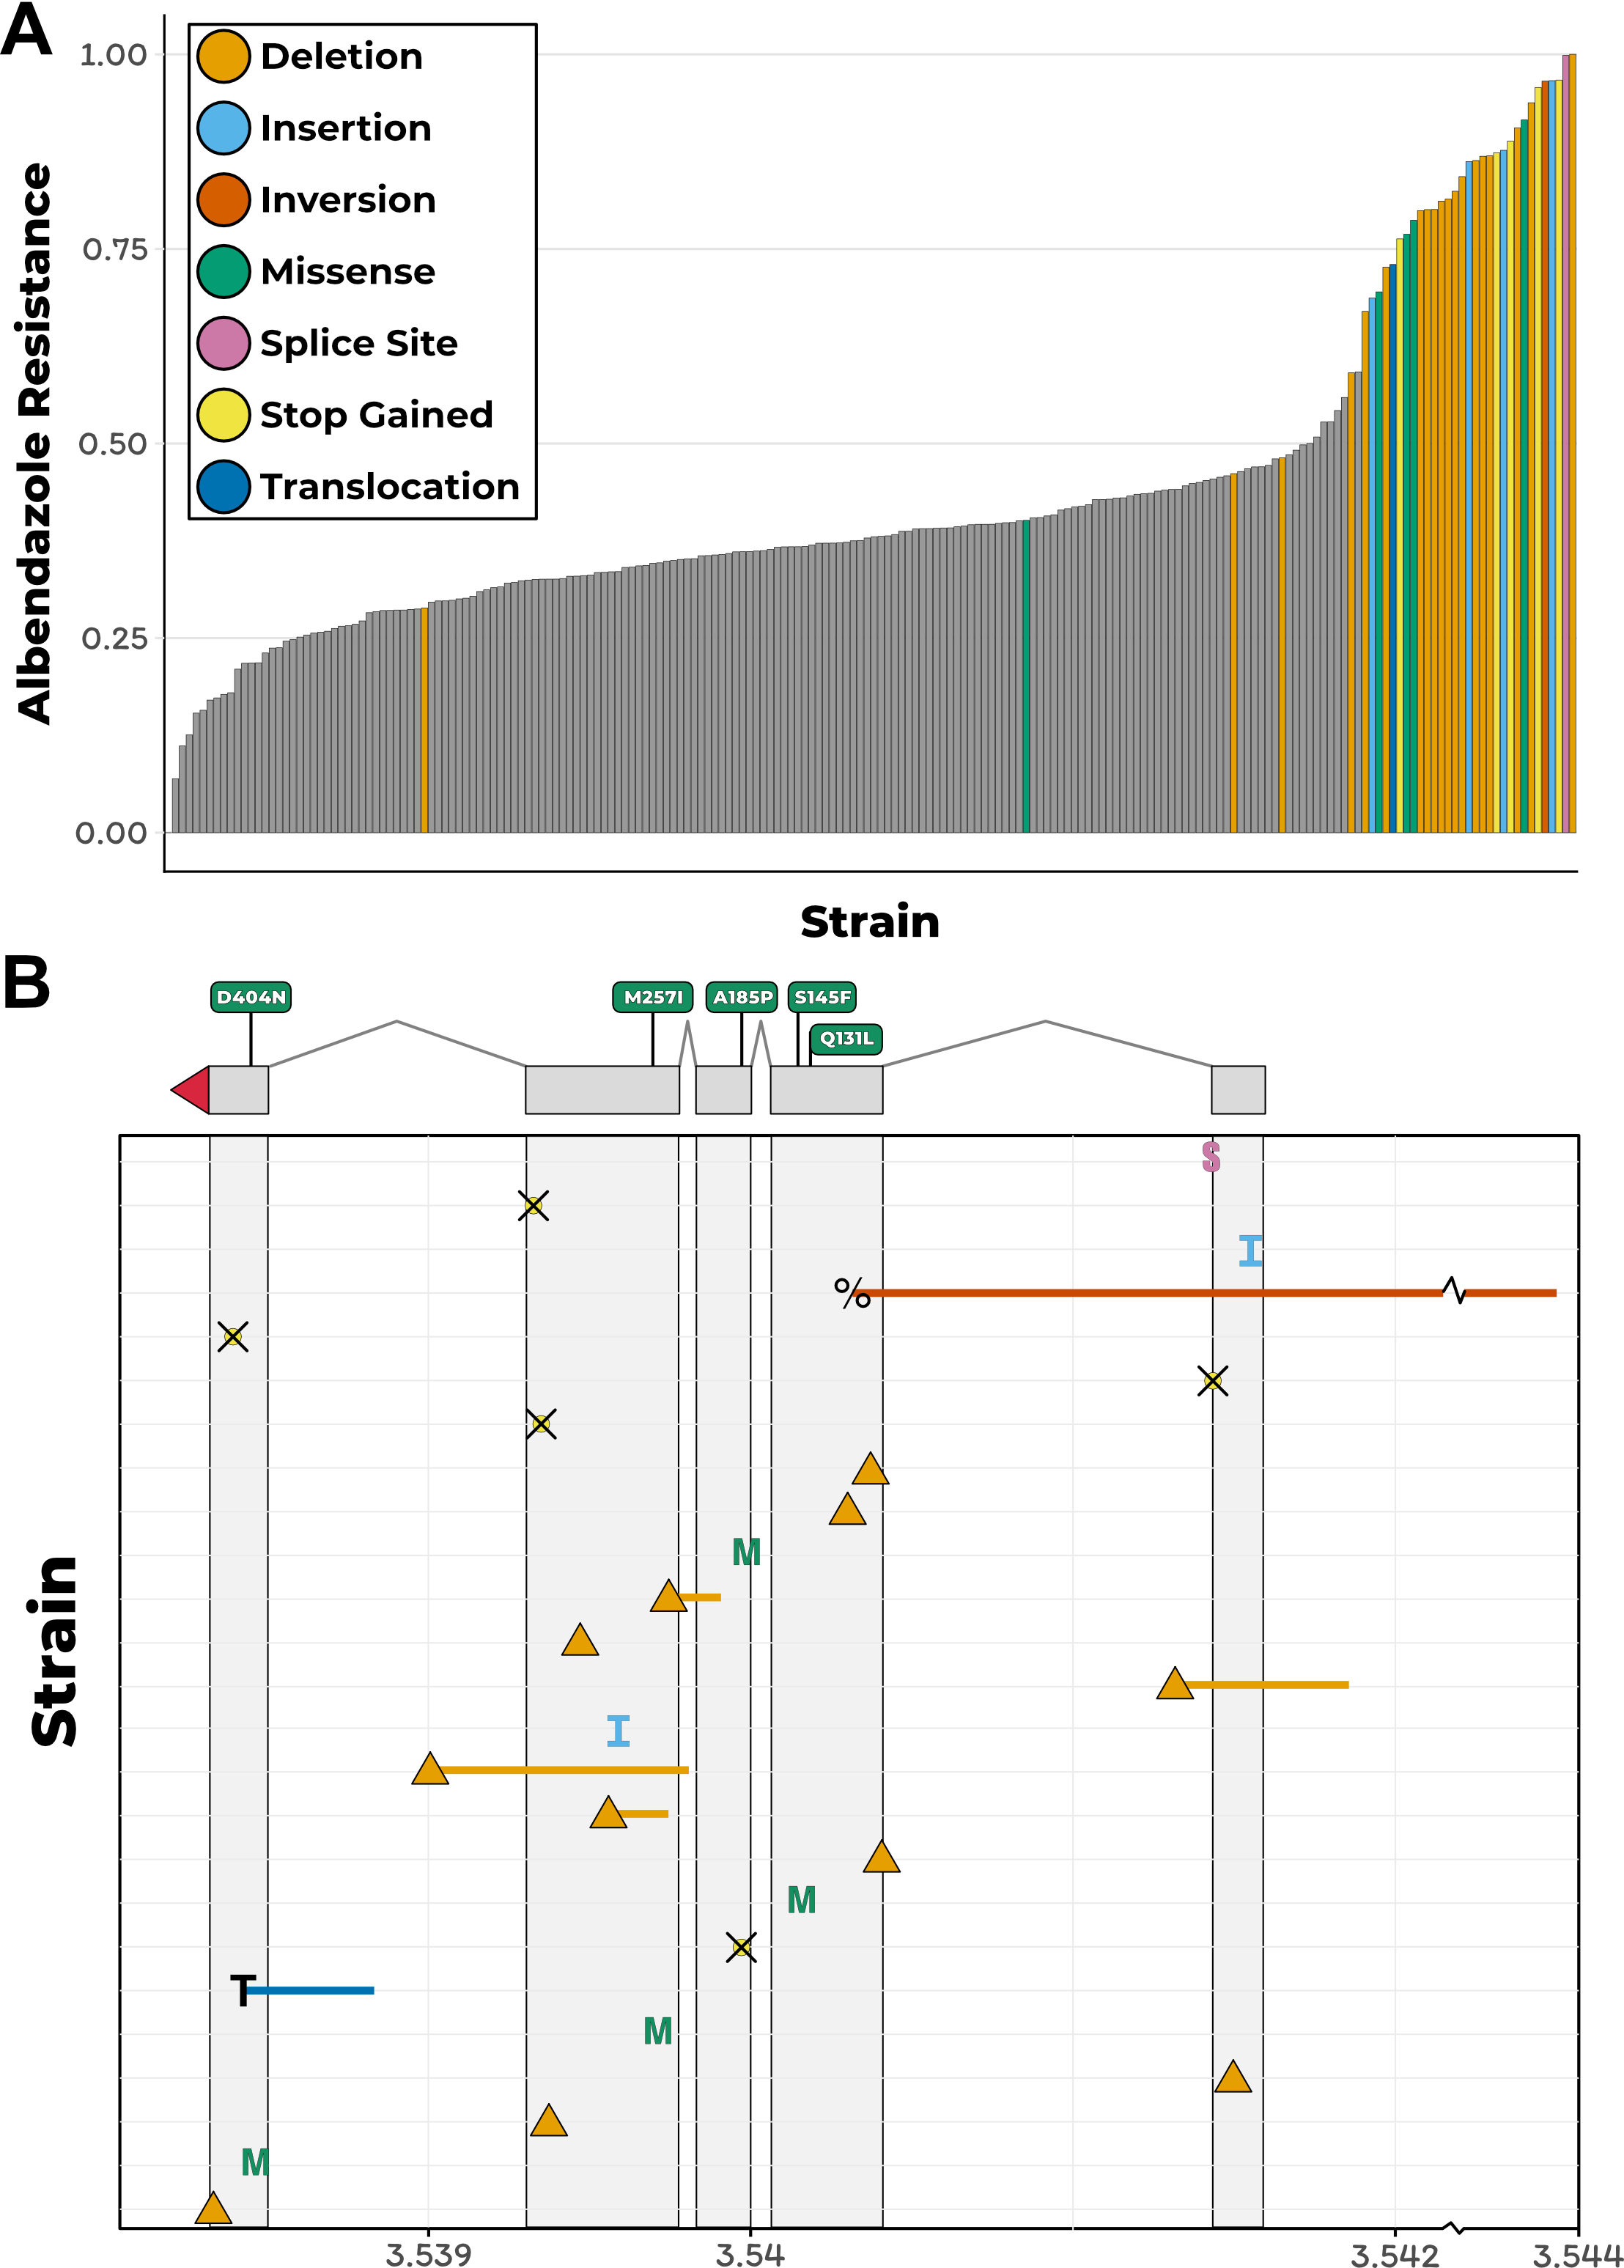 A
1.00
0.75
0.50
0.25
0.00
Albendazole Resistance
Deletion
Insertion
Inversion
Missense
Splice Site
Stop Gained
Translocation
Strain
B
D404N
M257I
A185P
S145F
Q131L
S
I
%
M
I
M
T
M
M
Strain
3.539
3.54
3.542
3.544